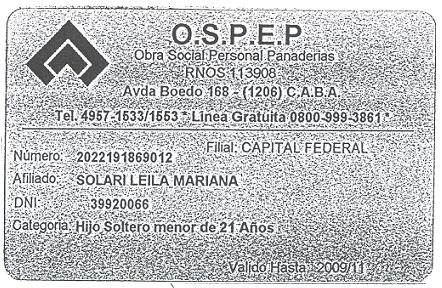 O.S.P.E.P
Obra Social Personal Panaderias
RNOS 113908
Avda Boedo 168 - (1206) C.A.B.A.
Tel. 4957-1533/1553 * Linea Gratuita 0800-999-3861 *
Filial: CAPITAL FEDERAL
Número: 2022191869012
Afiliado: SOLARI LEILA MARIANA
DNI: 39920066
Categoria: Hijo Soltero menor de 21 Años
Valido Hasta: 2009/11